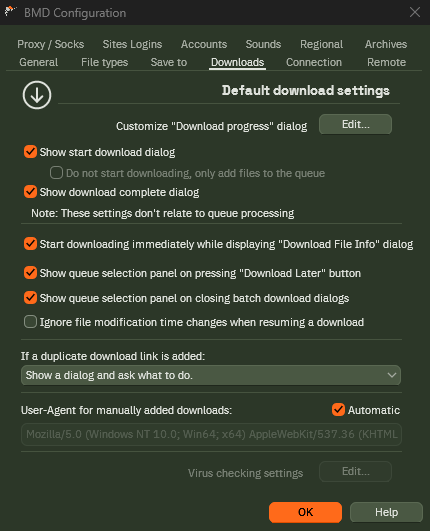 BMD Configuration
Proxy / Socks Sites Logins Accounts Sounds Regional Archives
General File types Save to Downloads Connection Remote
Default download settings
Customize "Download progress" dialog Edit...
Show start download dialog
Do not start downloading, only add files to the queue
Show download complete dialog
Note: These settings don't relate to queue processing
Start downloading immediately while displaying "Download File Info" dialog
Show queue selection panel on pressing "Download Later" button
Show queue selection panel on closing batch download dialogs
Ignore file modification time changes when resuming a download
If a duplicate download link is added:
Show a dialog and ask what to do.
User-Agent for manually added downloads: Automatic
Mozilla/5.0 (Windows NT 10.0; Win64; x64) AppleWebKit/537.36 (KHTML
Virus checking settings Edit...
OK Help